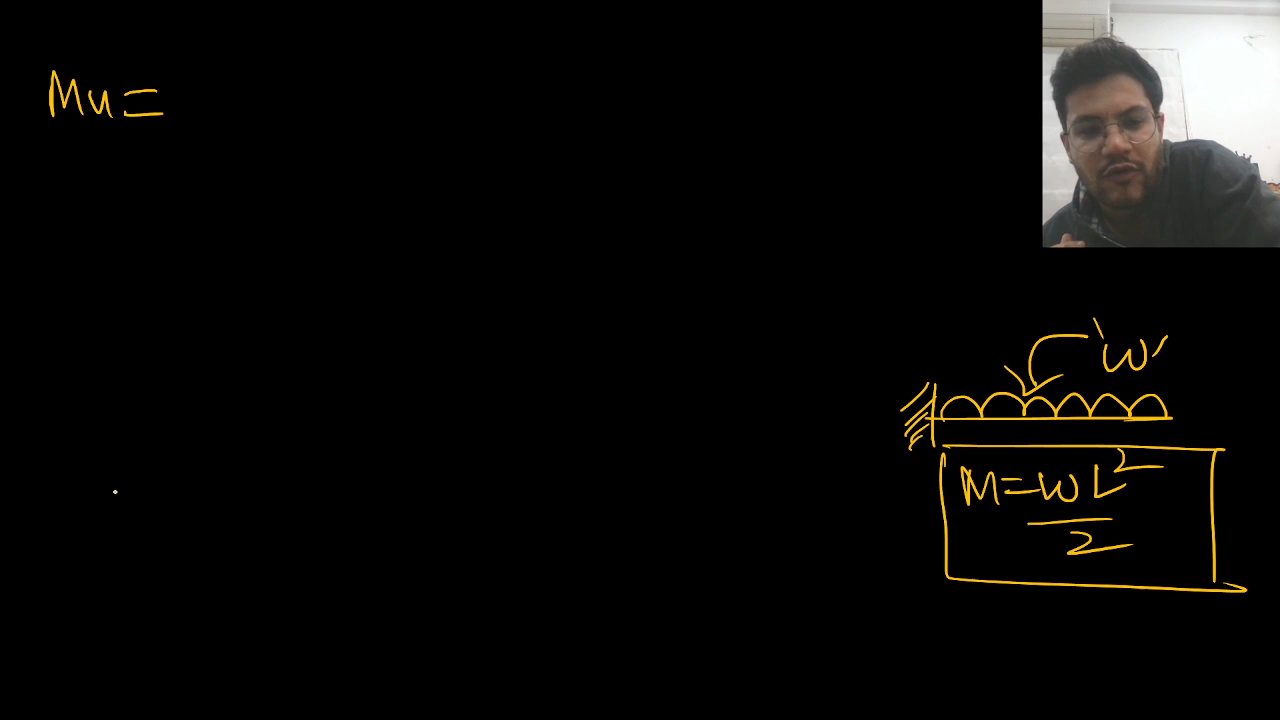 Mu =
'w'
M = wL²
2